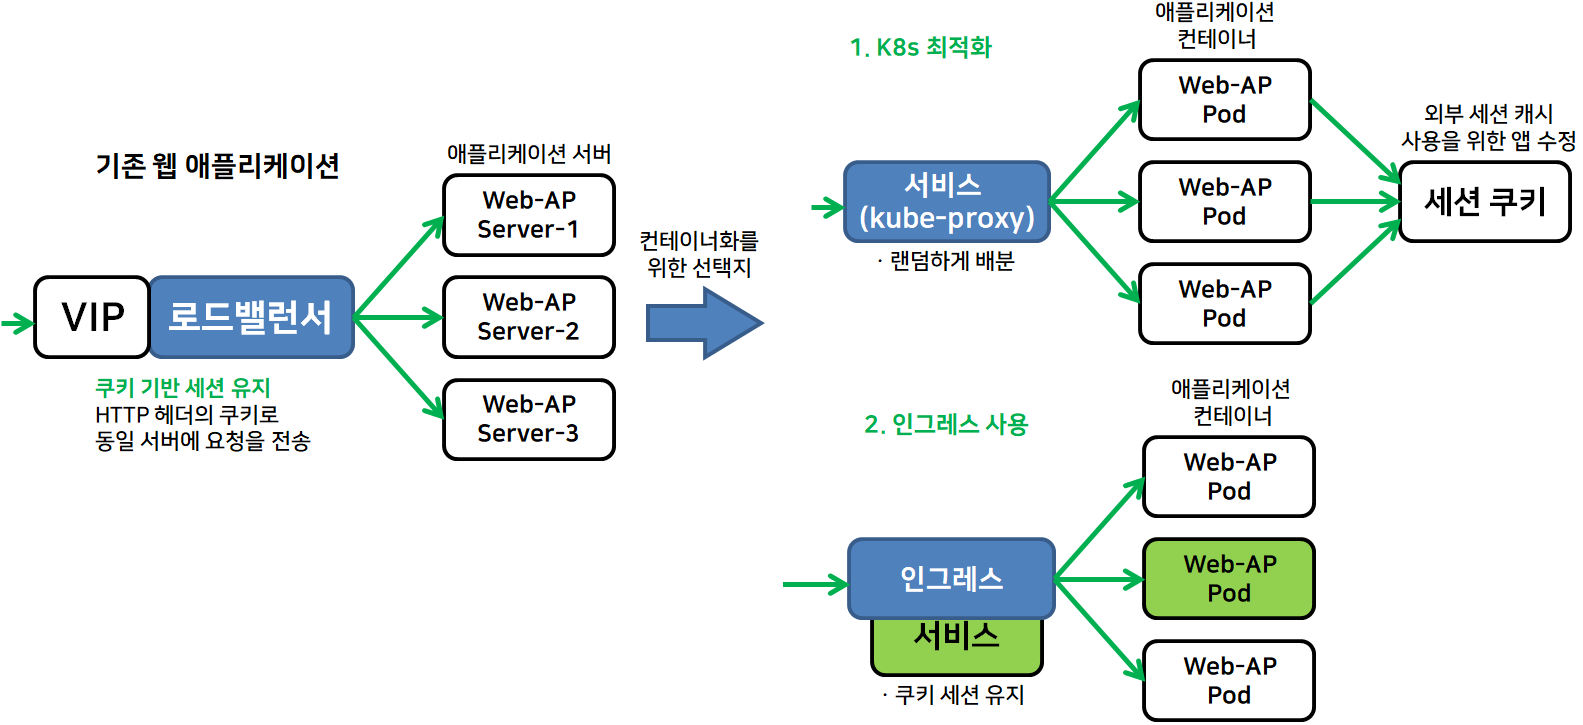 기존 웹 애플리케이션
애플리케이션 서버
Web-AP
Server-1
Web-AP
Server-2
Web-AP
Server-3
VIP
로드밸런서
쿠키 기반 세션 유지
HTTP 헤더의 쿠키로
동일 서버에 요청을 전송
컨테이너화를
위한 선택지
1. K8s 최적화
애플리케이션
컨테이너
Web-AP
Pod
Web-AP
Pod
Web-AP
Pod
서비스
(kube-proxy)
· 랜덤하게 배분
외부 세션 캐시
사용을 위한 앱 수정
세션 쿠키
2. 인그레스 사용
애플리케이션
컨테이너
Web-AP
Pod
Web-AP
Pod
Web-AP
Pod
인그레스
서비스
· 쿠키 세션 유지